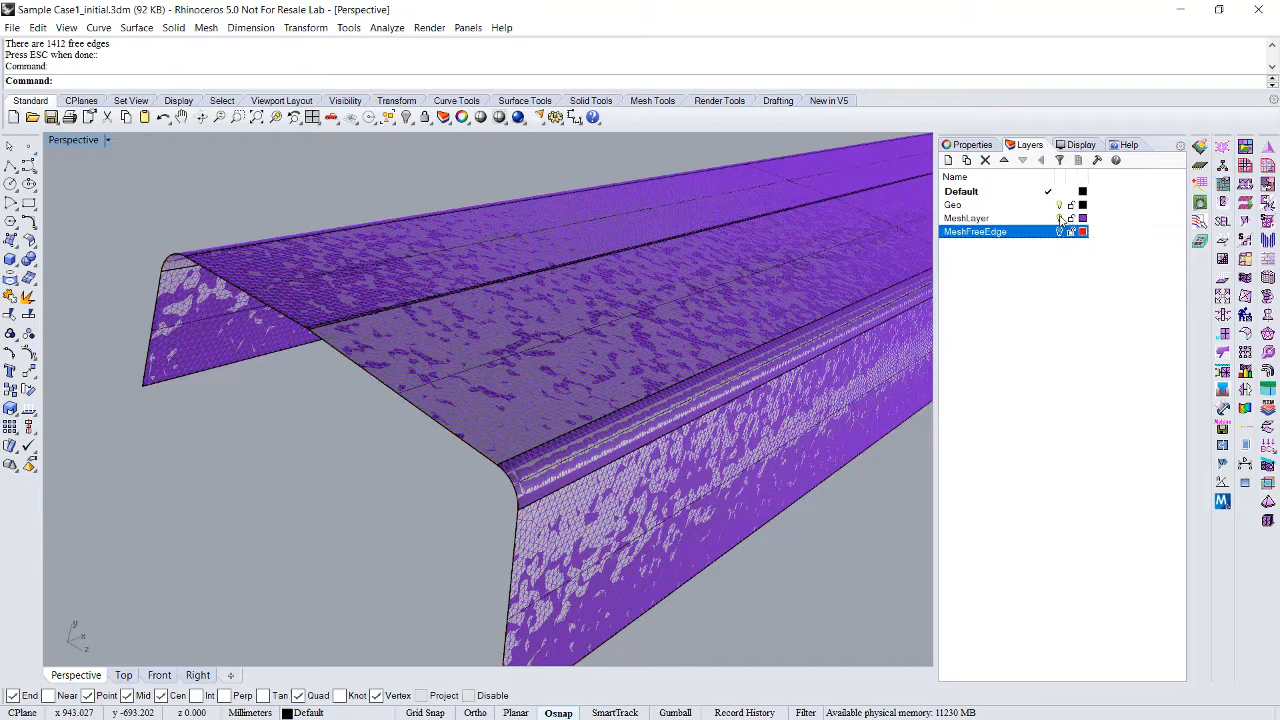 Sample Case1_initial.3dm (92 KB) - Rhinoceros 5.0 Not For Resale Lab - [Perspective]
File Edit View Curve Surface Solid Mesh Dimension Transform Tools Analyze Render Panels Help
There are 1412 free edges
Press ESC when done::
Command:
Command:
Standard CPlanes Set View Display Select Viewport Layout Visibility Transform Curve Tools Surface Tools Solid Tools Mesh Tools Render Tools Drafting New in V5
Perspective
Properties Layers Display Help
Name
Default
Geo
MeshLayer
MeshFreeEdge
SEL
M
y
x
z
Perspective Top Front Right
End Near Point Mid Cen Int Perp Tan Quad Knot Vertex Project Disable
CPlane x 943.027 y -693.202 z 0.000 Millimeters Default Grid Snap Ortho Planar Osnap SmartTrack Gumball Record History Filter Available physical memory: 11230 MB